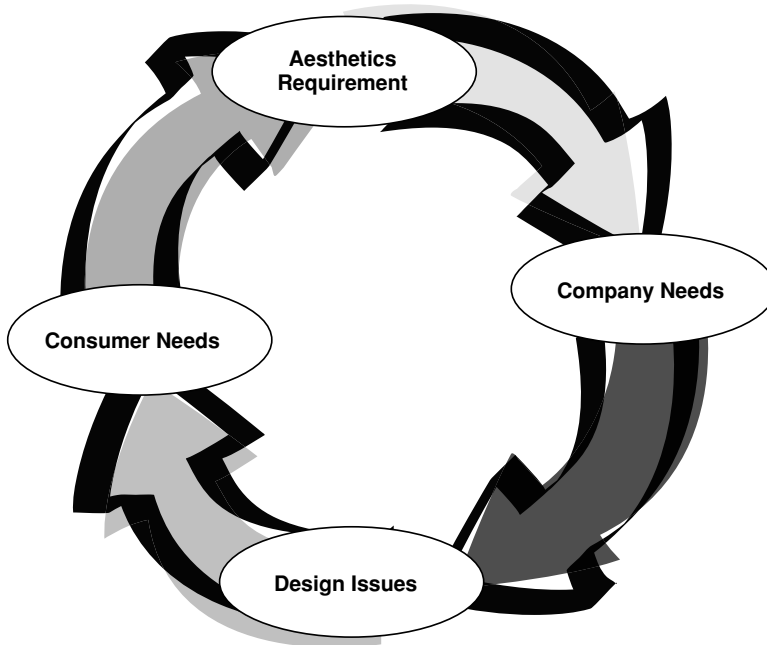 Aesthetics
Requirement
Company Needs
Consumer Needs
Design Issues